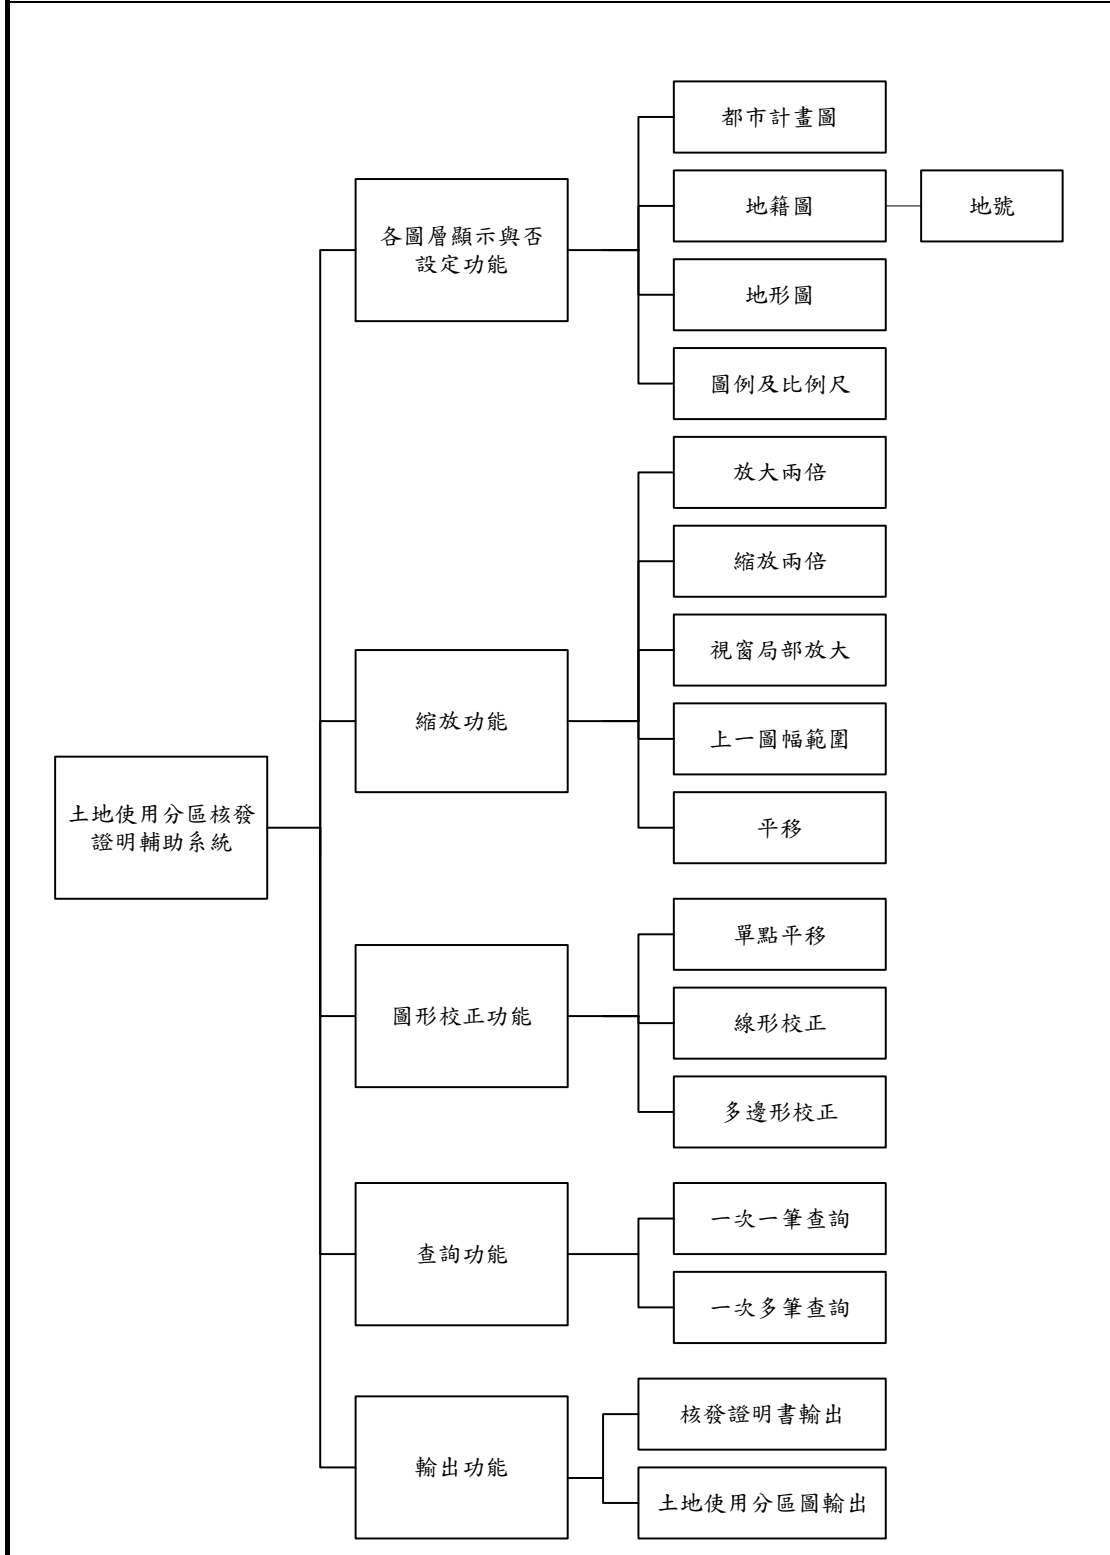 土地使用分區核發
證明輔助系統
各圖層顯示與否
設定功能
都市計畫圖
地籍圖
地號
地形圖
圖例及比例尺
縮放功能
放大兩倍
縮放兩倍
視窗局部放大
上一圖幅範圍
平移
圖形校正功能
單點平移
線形校正
多邊形校正
查詢功能
一次一筆查詢
一次多筆查詢
輸出功能
核發證明書輸出
土地使用分區圖輸出